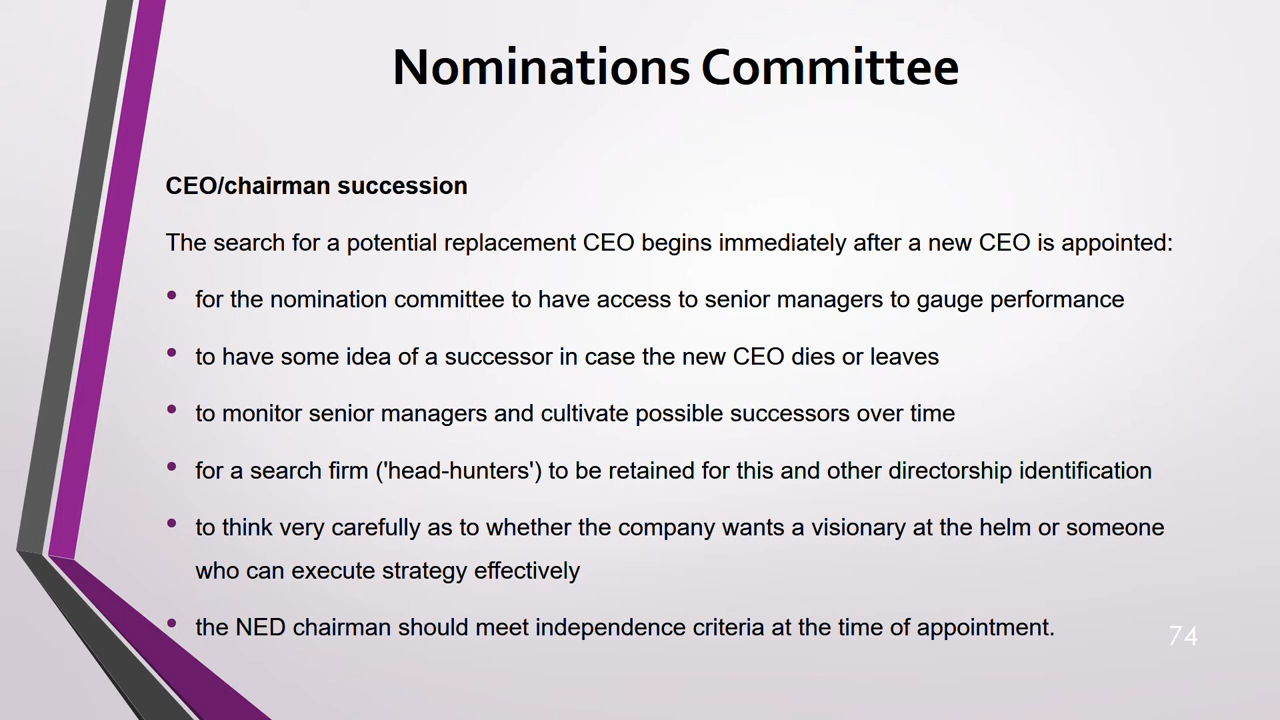 Nominations Committee
CEO/chairman succession
The search for a potential replacement CEO begins immediately after a new CEO is appointed:
• for the nomination committee to have access to senior managers to gauge performance
• to have some idea of a successor in case the new CEO dies or leaves
• to monitor senior managers and cultivate possible successors over time
• for a search firm ('head-hunters') to be retained for this and other directorship identification
• to think very carefully as to whether the company wants a visionary at the helm or someone
who can execute strategy effectively
• the NED chairman should meet independence criteria at the time of appointment.
74